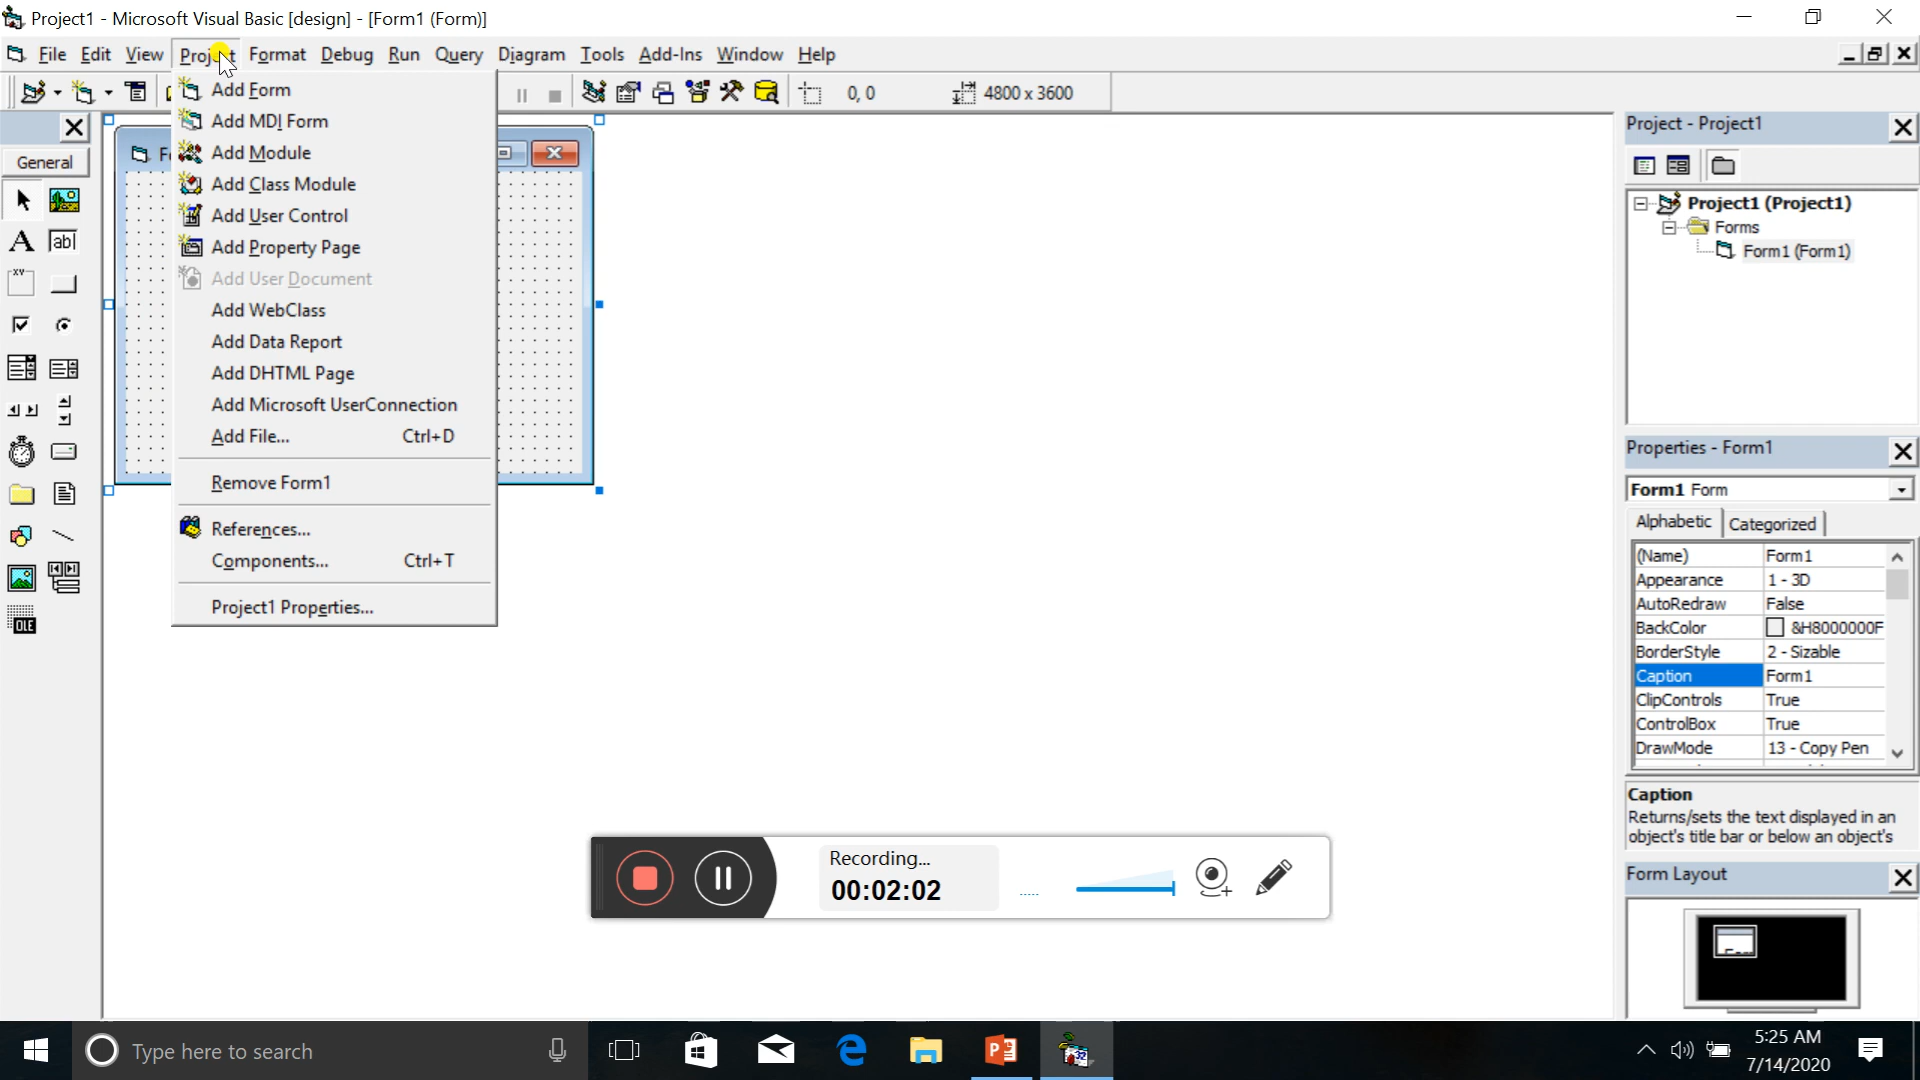 Project1 - Microsoft Visual Basic [design] - [Form1 (Form)]
File Edit View Project Format Debug Run Query Diagram Tools Add-Ins Window Help
0, 0 4800 x 3600
General
Add Form
Add MDI Form
Add Module
Add Class Module
Add User Control
Add Property Page
Add User Document
Add WebClass
Add Data Report
Add DHTML Page
Add Microsoft UserConnection
Add File... Ctrl+D
Remove Form1
References...
Components... Ctrl+T
Project1 Properties...
A ab|
XY
OLE
Project - Project1
Project1 (Project1)
Forms
Form1 (Form1)
Properties - Form1
Form1 Form
Alphabetic Categorized
(Name) Form1
Appearance 1 - 3D
AutoRedraw False
BackColor &H8000000F
BorderStyle 2 - Sizable
Caption Form1
ClipControls True
ControlBox True
DrawMode 13 - Copy Pen
Caption
Returns/sets the text displayed in an
object's title bar or below an object's
Form Layout
Recording...
00:02:02
Type here to search
5:25 AM
7/14/2020